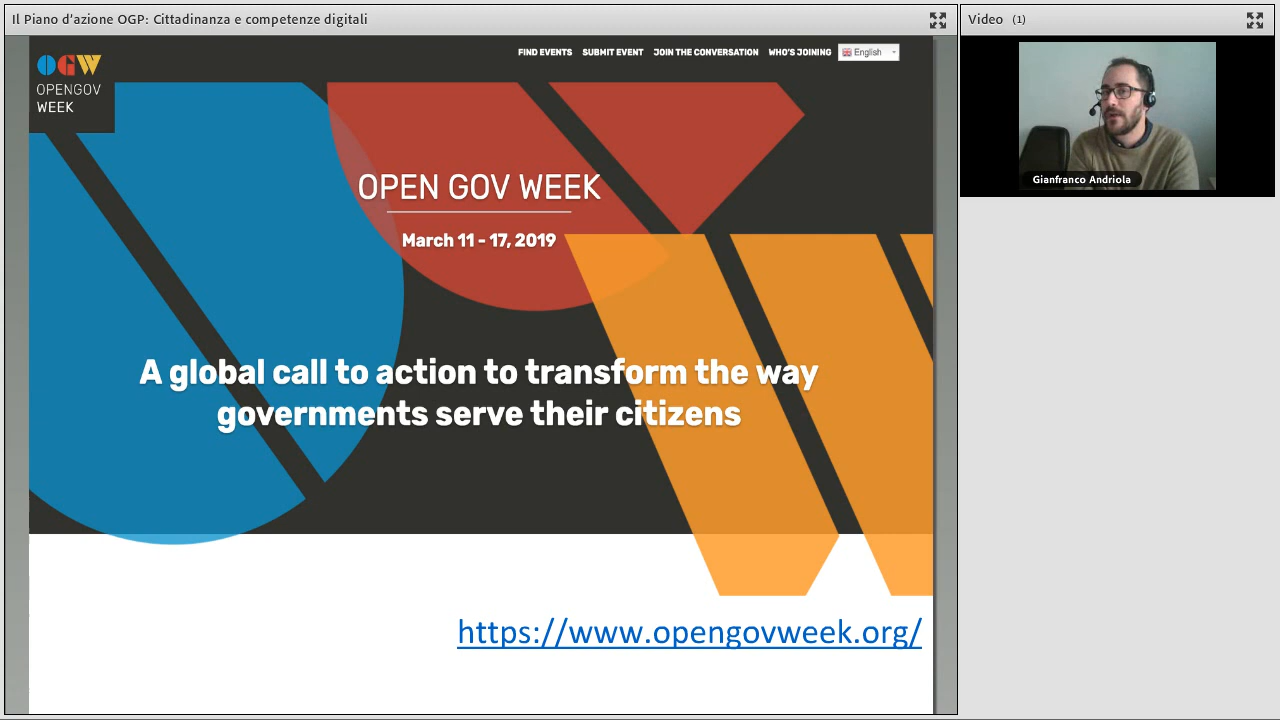 Il Piano d'azione OGP: Cittadinanza e competenze digitali
Video (1)
OGW
OPENGOV
WEEK
FIND EVENTS SUBMIT EVENT JOIN THE CONVERSATION WHO'S JOINING English
OPEN GOV WEEK
March 11 - 17, 2019
A global call to action to transform the way
governments serve their citizens
https://www.opengovweek.org/
Gianfranco Andriola